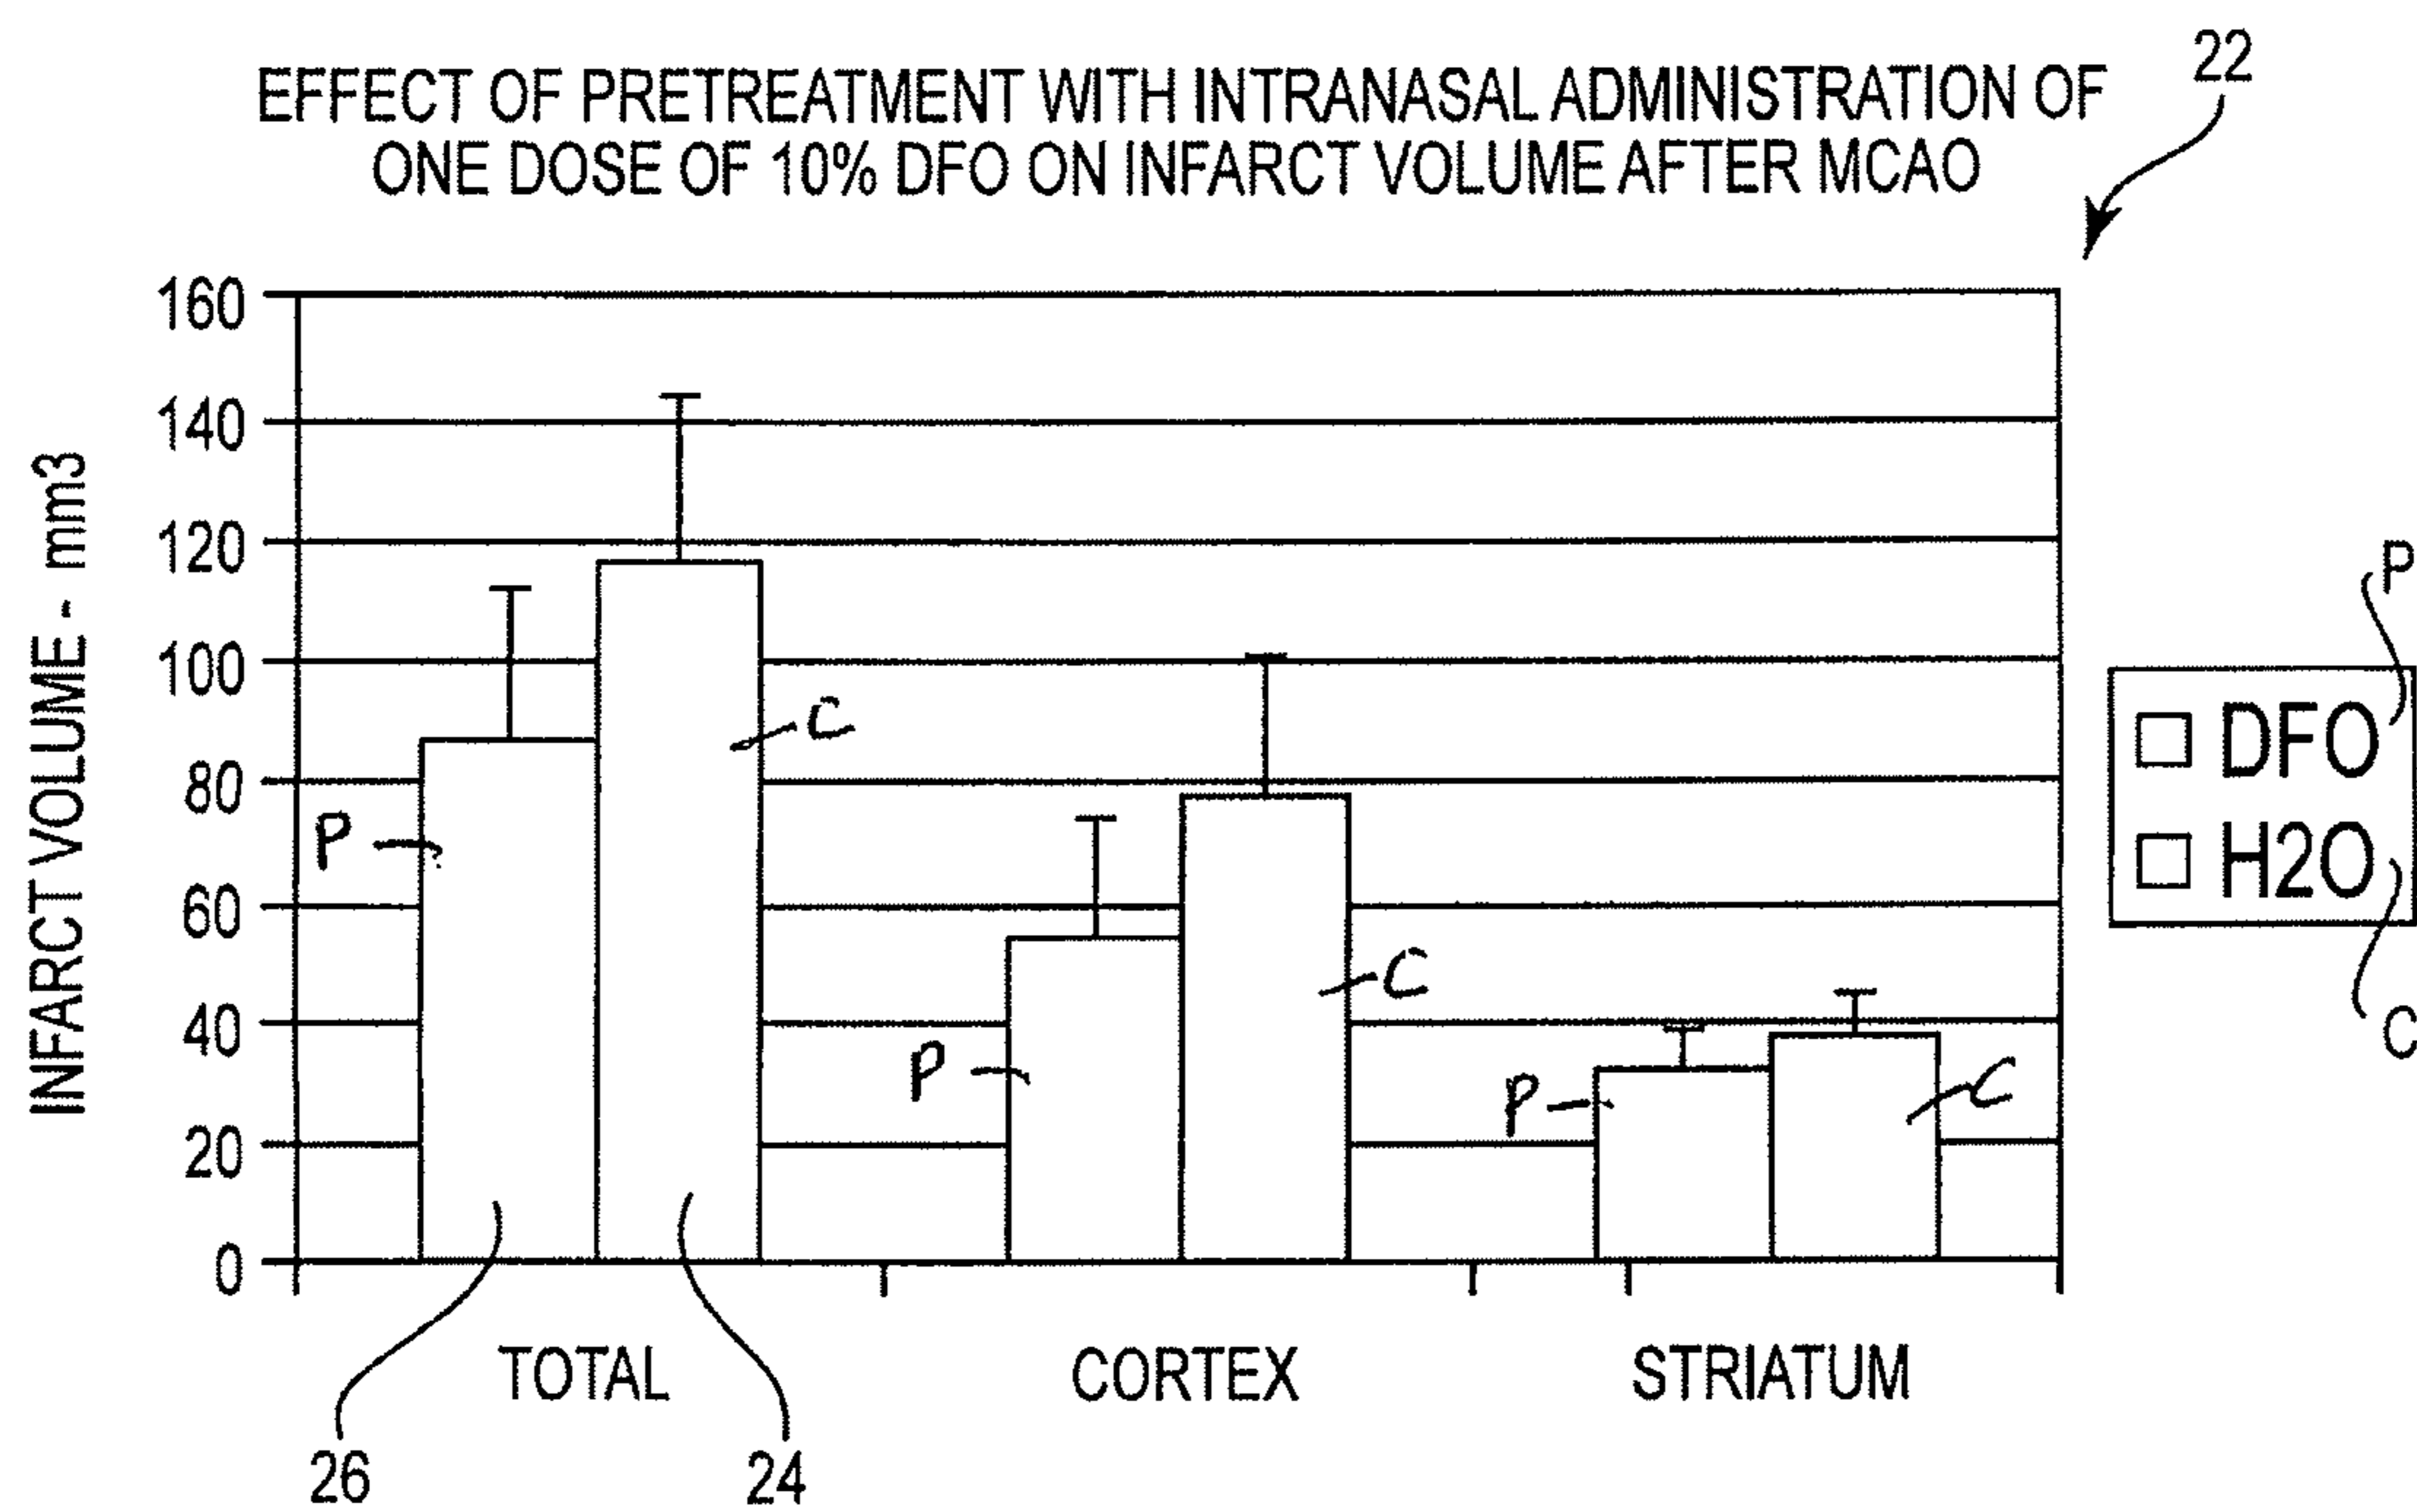 22
EFFECT OF PRETREATMENT WITH INTRANASAL ADMINISTRATION OF
ONE DOSE OF 10% DFO ON INFARCT VOLUME AFTER MCAO
INFARCT VOLUME - mm3
160
140
120
100
80
60
40
20
0
P
C
P
C
P
C
TOTAL
CORTEX
STRIATUM
26
24
P
DFO
H2O
C